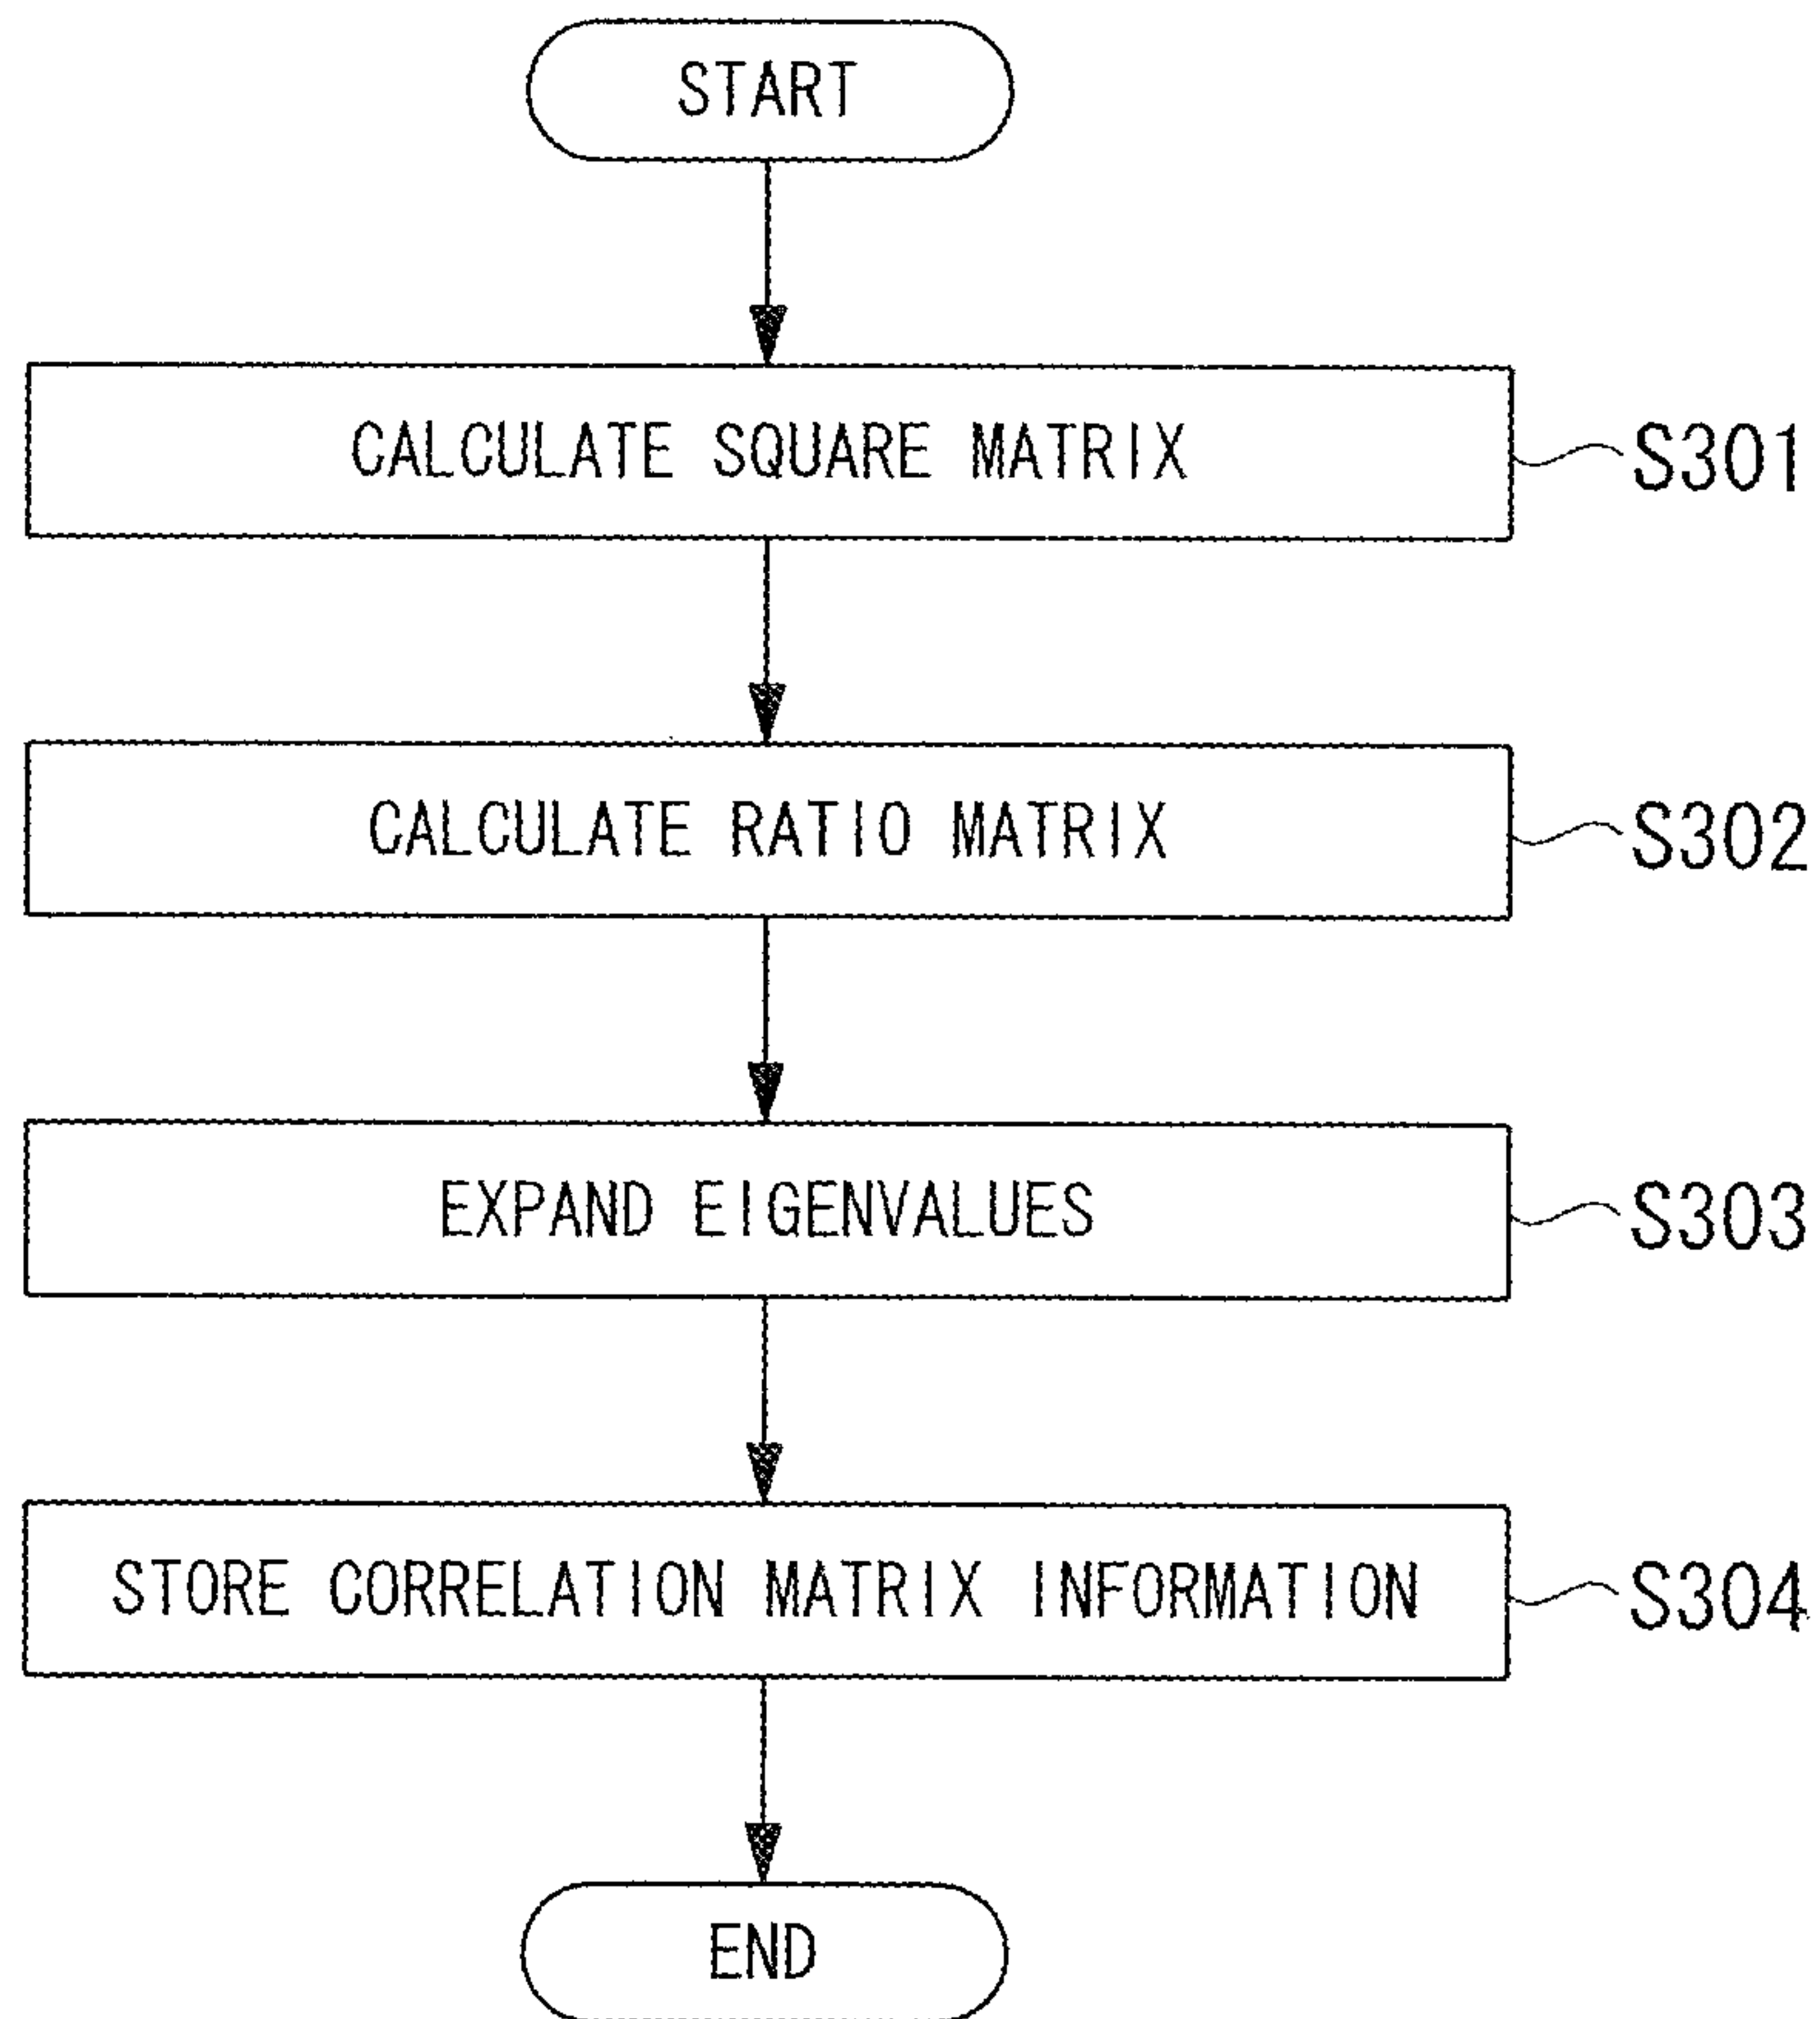 START
CALCULATE SQUARE MATRIX
S301
CALCULATE RATIO MATRIX
S302
EXPAND EIGENVALUES
S303
STORE CORRELATION MATRIX INFORMATION
S304
END